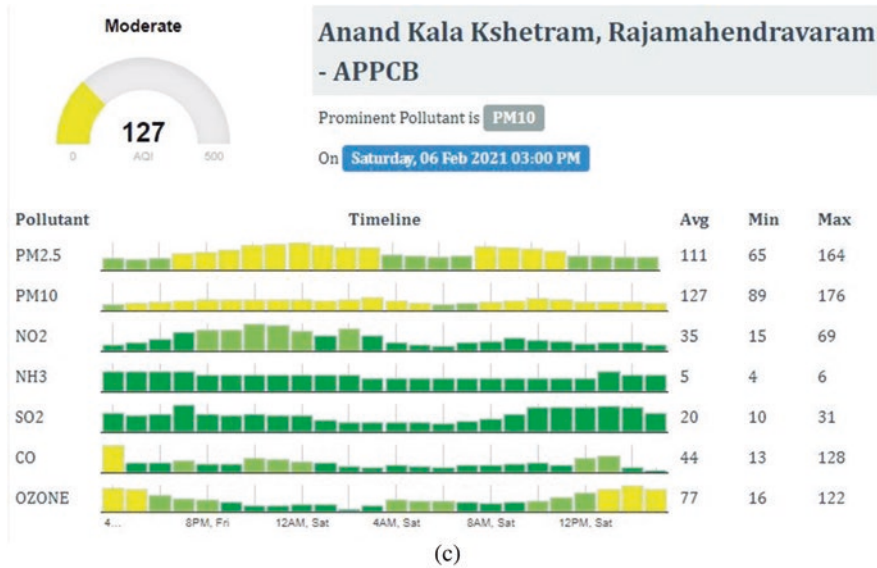 Moderate
127
0 AQI 500
Anand Kala Kshetram, Rajamahendravaram
- APPCB
Prominent Pollutant is PM10
On Saturday, 06 Feb 2021 03:00 PM
Pollutant Timeline Avg Min Max
PM2.5 111 65 164
PM10 127 89 176
NO2 35 15 69
NH3 5 4 6
SO2 20 10 31
CO 44 13 128
OZONE 77 16 122
4... 8PM, Fri 12AM, Sat 4AM, Sat 8AM, Sat 12PM, Sat
(c)